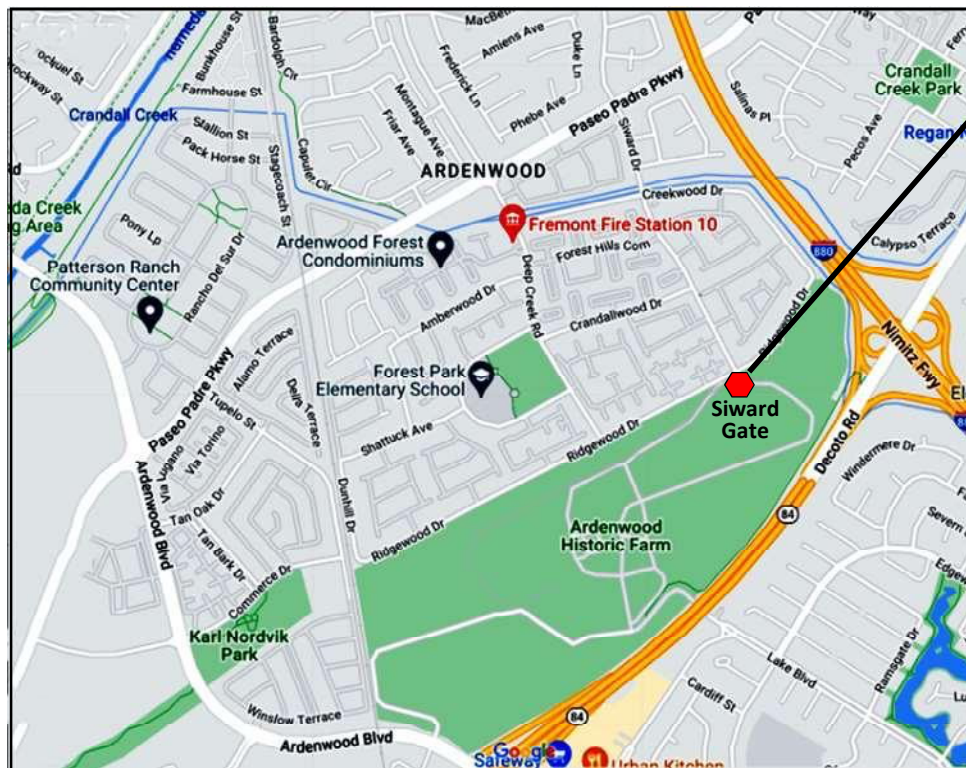 MacBeth
Amiens Ave
Duke Ln
Frederick Ln
Phebe Ave
Paseo Padre Pkwy
Siward Dr
Salinas Pl
Crandall
Creek Park
Pecos Ave
Regan
Bardolph Cir
Bunkhouse St
Farmhouse St
Crandall Creek
Stallion St
Pack Horse St
Stagecoach St
Capulet Cir
Friar Ave
Montague Ave
ARDENWOOD
Creekwood Dr
Fremont Fire Station 10
Forest Hills Com
Deep Creek Rd
Ardenwood Forest
Condominiums
Pony Lp
Rancho Del Sur Dr
Patterson Ranch
Community Center
Amberwood Dr
Crandallwood Dr
Ridgewood Dr
880
Calypso Terrace
Nimitz Fwy
Forest Park
Elementary School
Paseo Padre Pkwy
Alamo Terrace
Tupelo St
Delta Terrace
Via Lugano
Via Torino
Shattuck Ave
Ridgewood Dr
Siward
Gate
Decoto Rd
Windermere Dr
Tan Oak Dr
Tan Bark Dr
Ardenwood Blvd
Dunhill Dr
Ridgewood Dr
Commerce Dr
84
Ardenwood
Historic Farm
Karl Nordvik
Park
Winslow Terrace
Ardenwood Blvd
84
Cardiff St
Lake Blvd
Ramsgate Dr
Google
Safeway
Urban Kitchen